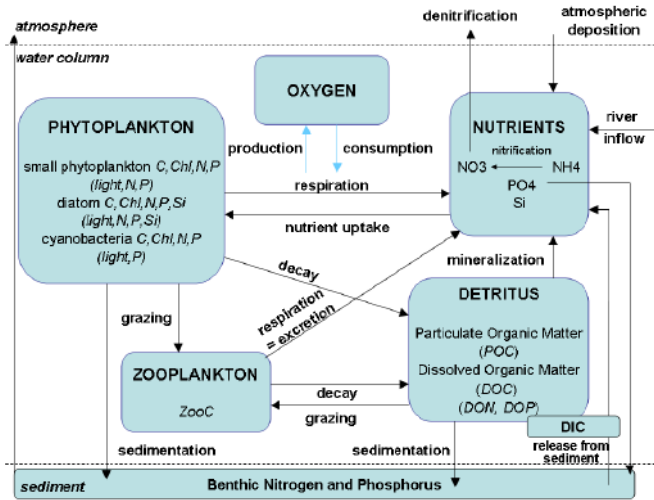 atmosphere
water column
denitrification
atmospheric
deposition
OXYGEN
PHYTOPLANKTON
small phytoplankton C,Chl,N,P
(light,N,P)
diatom C,Chl,N,P,Si
(light,N,P,Si)
cyanobacteria C,Chl,N,P
(light,P)
production
consumption
respiration
nutrient uptake
NUTRIENTS
nitrification
NO3
NH4
PO4
Si
river
inflow
decay
respiration
= excretion
mineralization
grazing
DETRITUS
Particulate Organic Matter
(POC)
Dissolved Organic Matter
(DOC)
(DON, DOP)
ZOOPLANKTON
ZooC
decay
grazing
DIC
release from
sediment
sedimentation
sedimentation
sediment
Benthic Nitrogen and Phosphorus